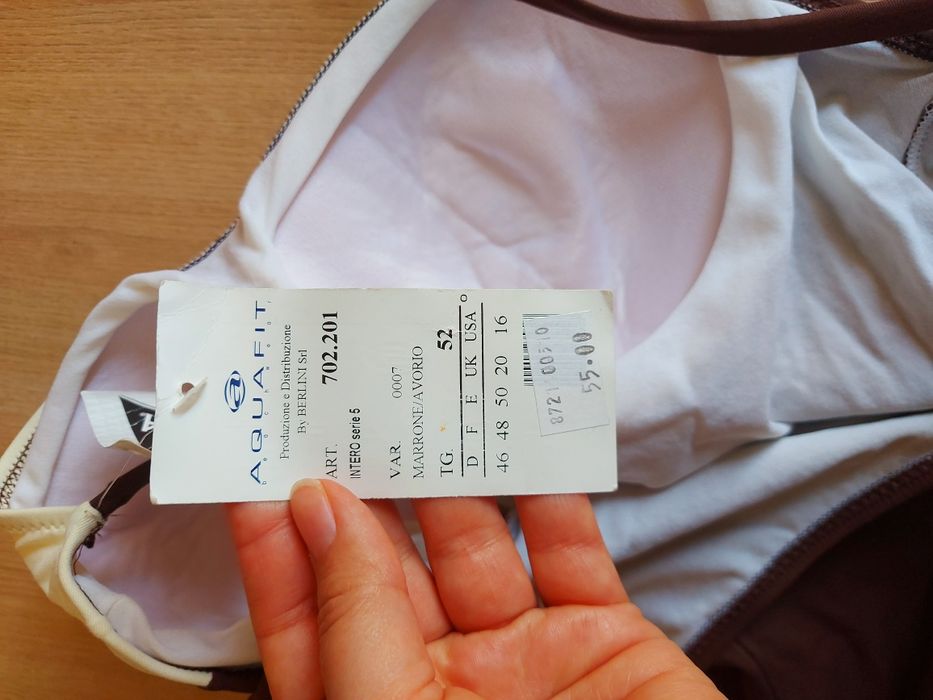 AQUAFIT
Produzione e Distribuzione
By BERLINI Srl
ART. 702.201
INTERO serie 5
VAR. 0007
MARRONE/AVORIO
TG. 52
D F E UK USA
46 48 50 20 16
55.00